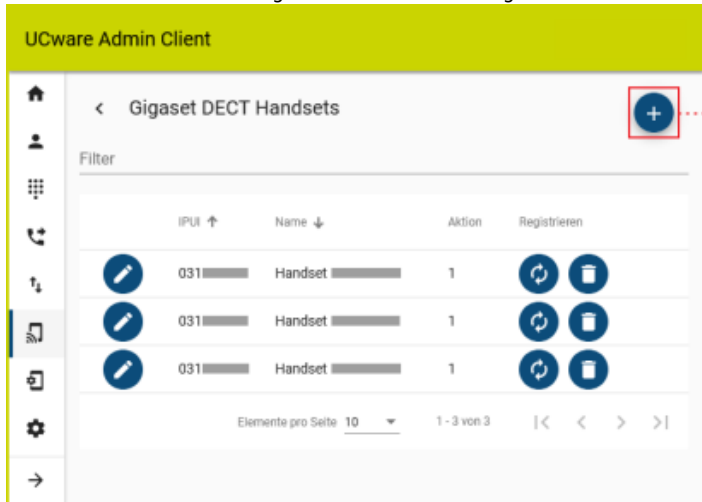 UCware Admin Client
Gigaset DECT Handsets
Filter
IPUI Name Aktion Registrieren
031 Handset 1
031 Handset 1
031 Handset 1
Elemente pro Seite 10 1 - 3 von 3